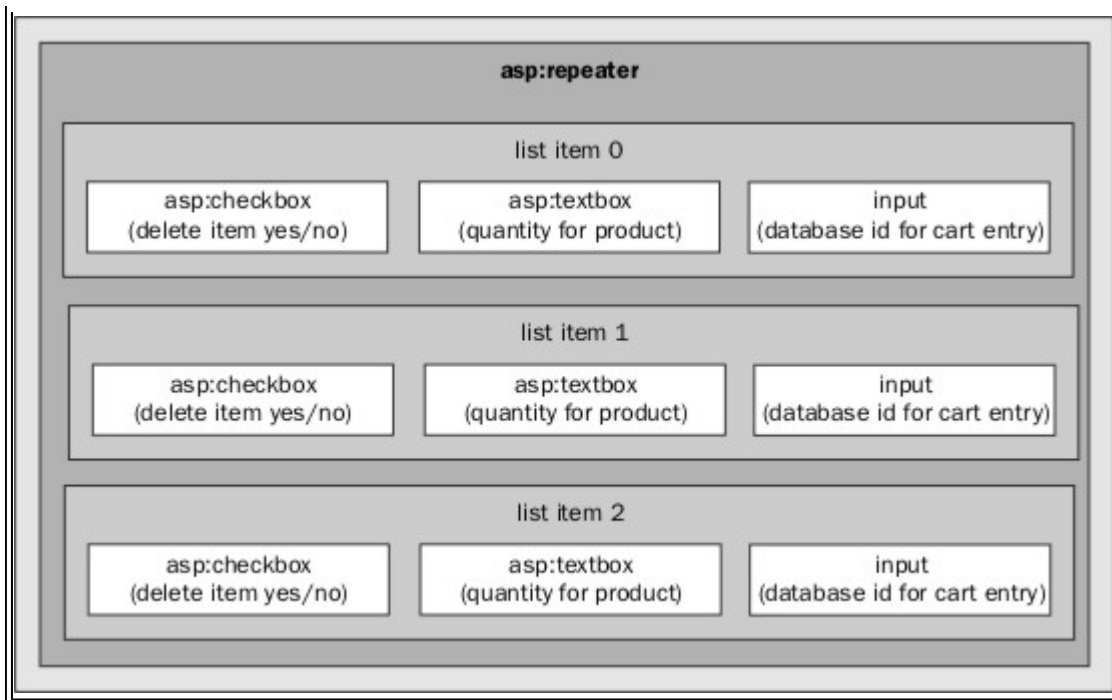 asp:repeater
list item 0
asp:checkbox
(delete item yes/no)
asp:textbox
(quantity for product)
input
(database id for cart entry)
list item 1
asp:checkbox
(delete item yes/no)
asp:textbox
(quantity for product)
input
(database id for cart entry)
list item 2
asp:checkbox
(delete item yes/no)
asp:textbox
(quantity for product)
input
(database id for cart entry)